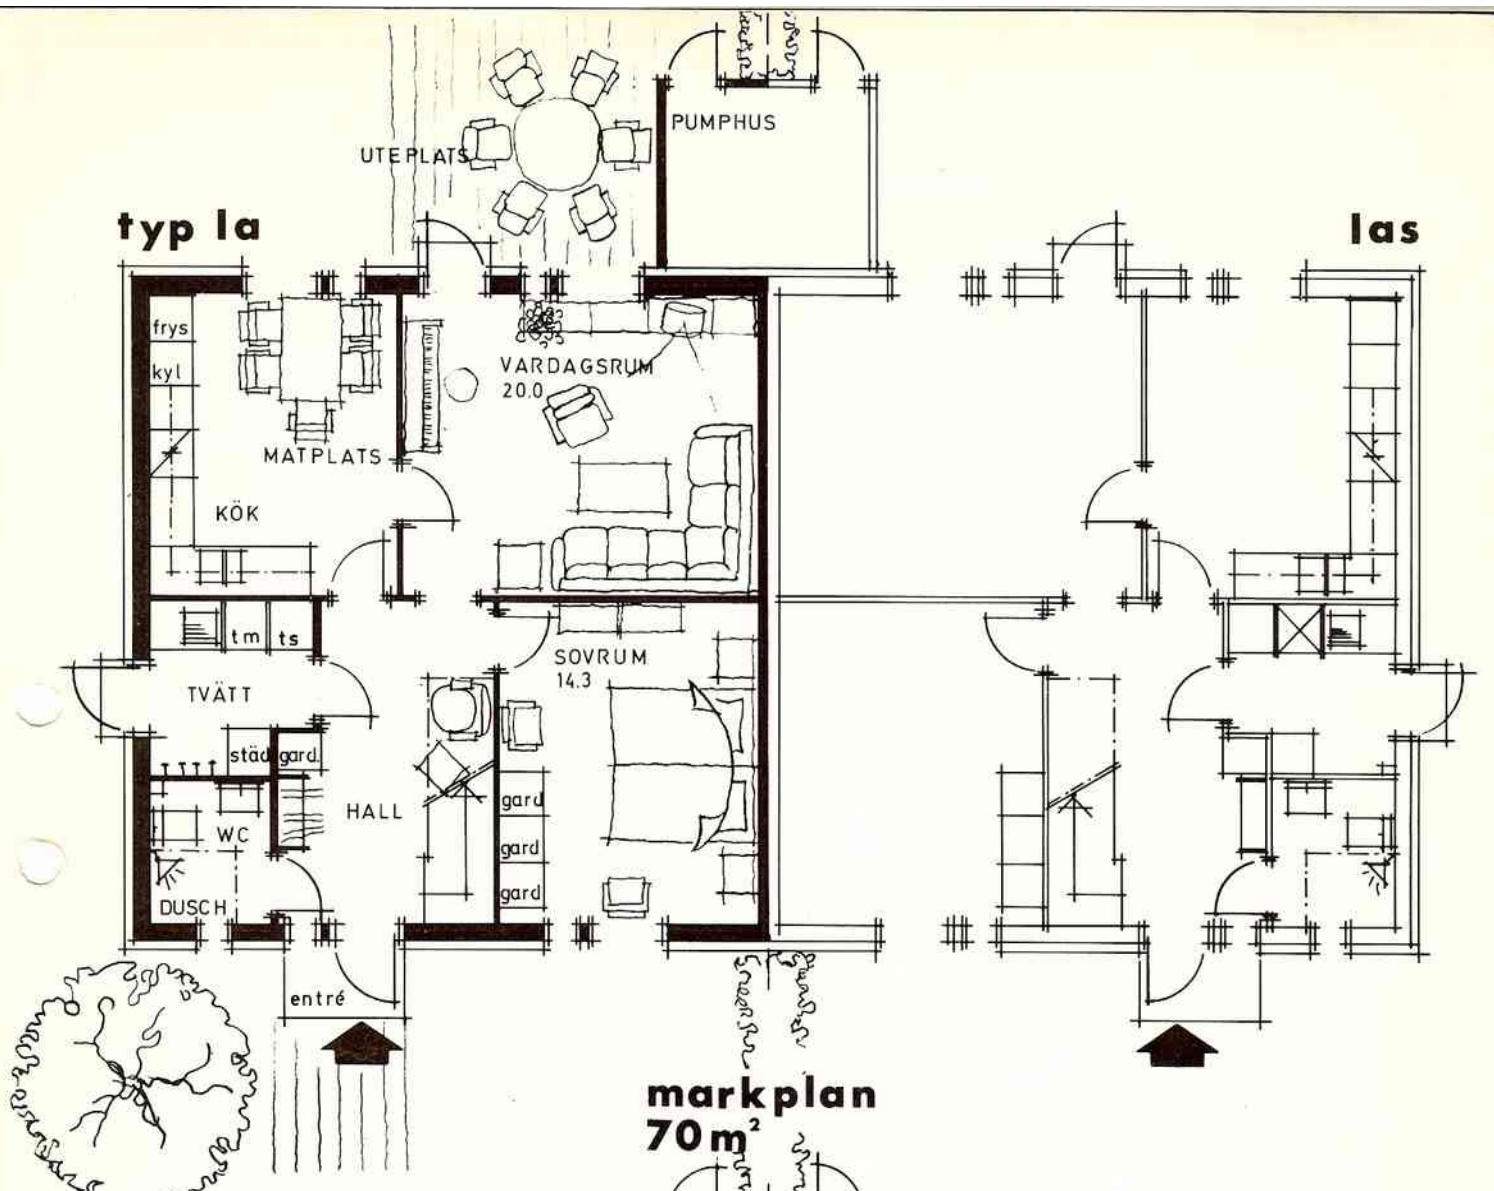 PUMPHUS
UTEPLATS
typ Ia
Ias
frys
kyl
VARDAGSRUM
20.0
MATPLATS
KÖK
tm
ts
SOVRUM
14.3
TVÄTT
städ
gard.
gard
HALL
WC
gard
gard
DUSCH
entré
markplan
70m²